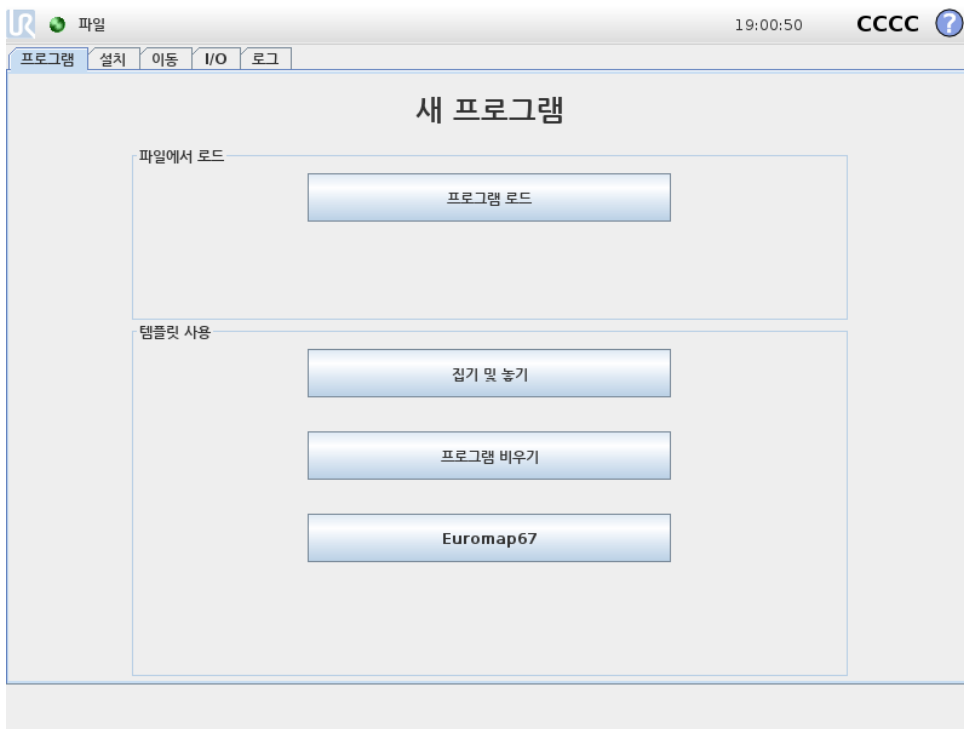 UR 파일 19:00:50 CCCC ?
프로그램 설치 이동 I/O 로그
새 프로그램
파일에서 로드
프로그램 로드
템플릿 사용
집기 및 놓기
프로그램 비우기
Euromap67